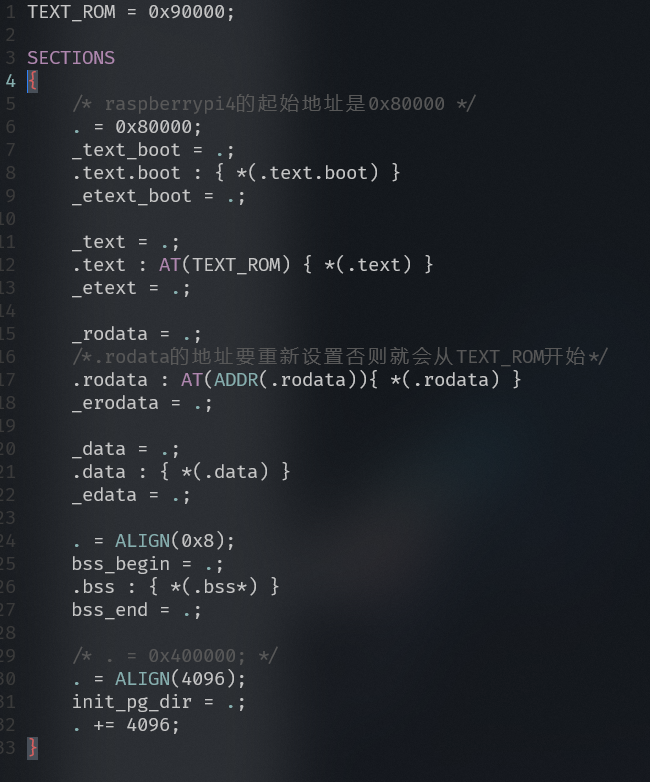 1 TEXT_ROM = 0x90000;
2
3 SECTIONS
4 {
5     /* raspberrypi4的起始地址是0x80000 */
6     . = 0x80000;
7     _text_boot = .;
8     .text.boot : { *(.text.boot) }
9     _etext_boot = .;
10
11     _text = .;
12     .text : AT(TEXT_ROM) { *(.text) }
13     _etext = .;
14
15     _rodata = .;
16     /*.rodata的地址要重新设置否则就会从TEXT_ROM开始*/
17     .rodata : AT(ADDR(.rodata)){ *(.rodata) }
18     _erodata = .;
19
20     _data = .;
21     .data : { *(.data) }
22     _edata = .;
23
24     . = ALIGN(0x8);
25     bss_begin = .;
26     .bss : { *(.bss*) }
27     bss_end = .;
28
29     /* . = 0x400000; */
30     . = ALIGN(4096);
31     init_pg_dir = .;
32     . += 4096;
33 }